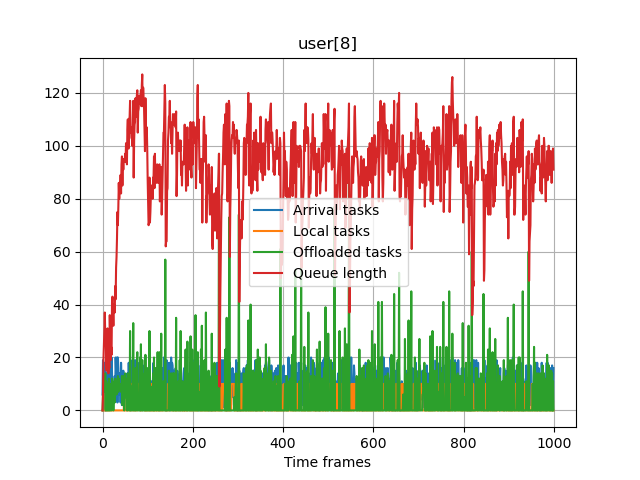 user[8]
120
100
80
60
40
20
0
Arrival tasks
Local tasks
Offloaded tasks
Queue length
0
200
400
600
800
1000
Time frames